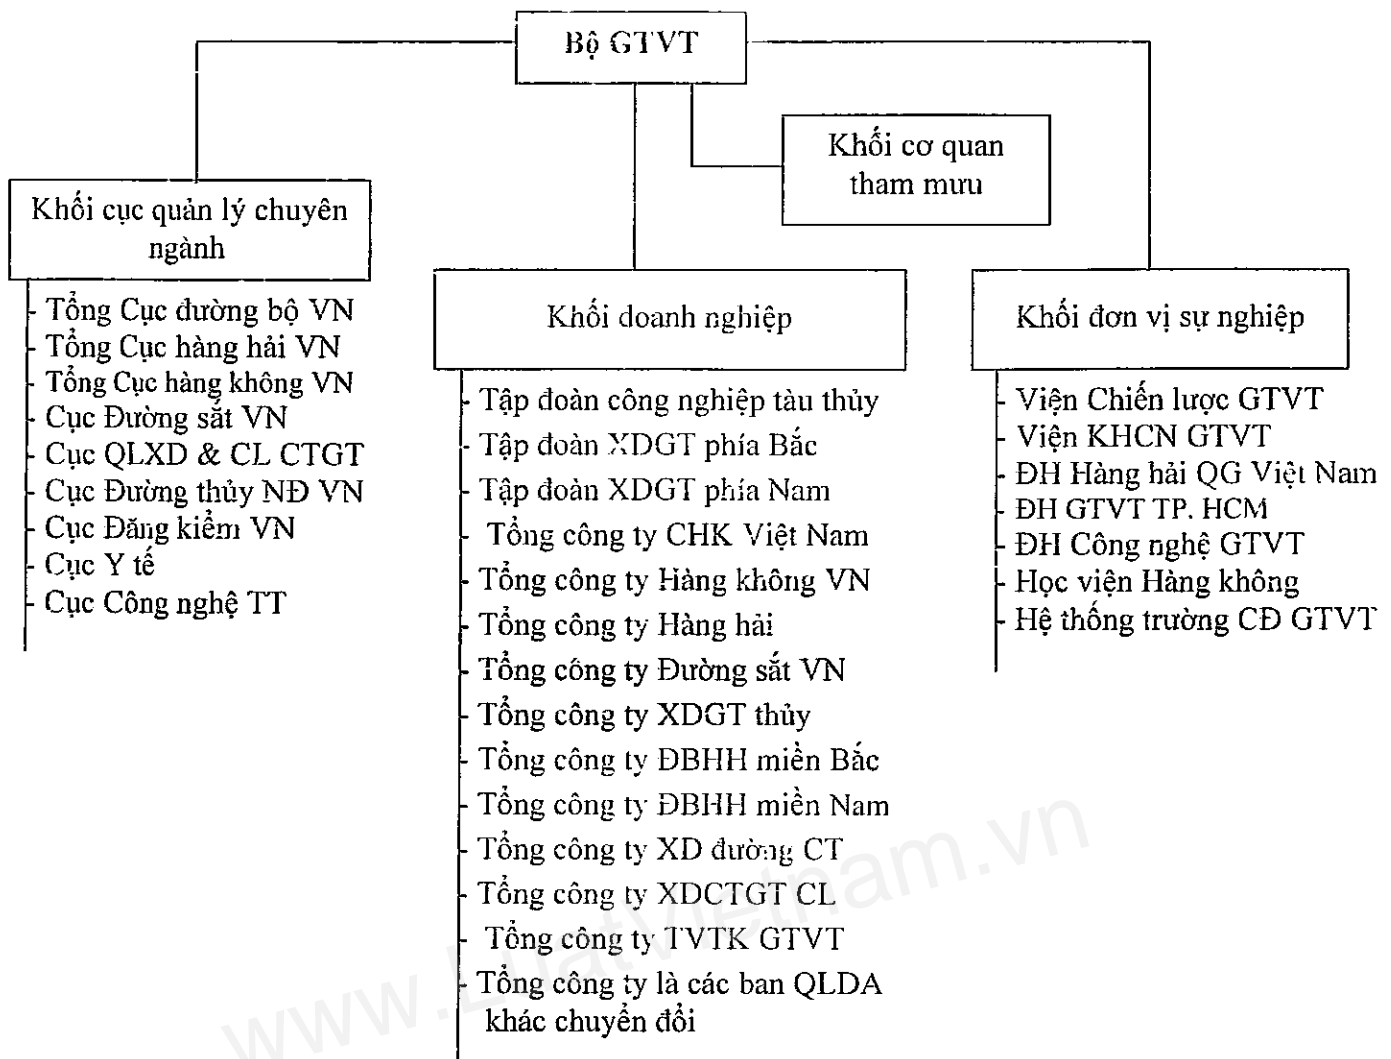 Bộ GTVT
Khối cơ quan
tham mưu
Khối cục quản lý chuyên
ngành
- Tổng Cục đường bộ VN
- Tổng Cục hàng hải VN
- Tổng Cục hàng không VN
- Cục Đường sắt VN
- Cục QLXD & CL CTGT
- Cục Đường thủy NĐ VN
- Cục Đăng kiểm VN
- Cục Y tế
- Cục Công nghệ TT
Khối doanh nghiệp
- Tập đoàn công nghiệp tàu thủy
- Tập đoàn XDGT phía Bắc
- Tập đoàn XDGT phía Nam
- Tổng công ty CHK Việt Nam
- Tổng công ty Hàng không VN
- Tổng công ty Hàng hải
- Tổng công ty Đường sắt VN
- Tổng công ty XDGT thủy
- Tổng công ty ĐBHH miền Bắc
- Tổng công ty ĐBHH miền Nam
- Tổng công ty XD đường CT
- Tổng công ty XDCTGT CL
- Tổng công ty TVTK GTVT
- Tổng công ty là các ban QLDA
khác chuyển đổi
Khối đơn vị sự nghiệp
- Viện Chiến lược GTVT
- Viện KHCN GTVT
- ĐH Hàng hải QG Việt Nam
- ĐH GTVT TP. HCM
- ĐH Công nghệ GTVT
- Học viện Hàng không
- Hệ thống trường CĐ GTVT
www.LuatVietnam.vn